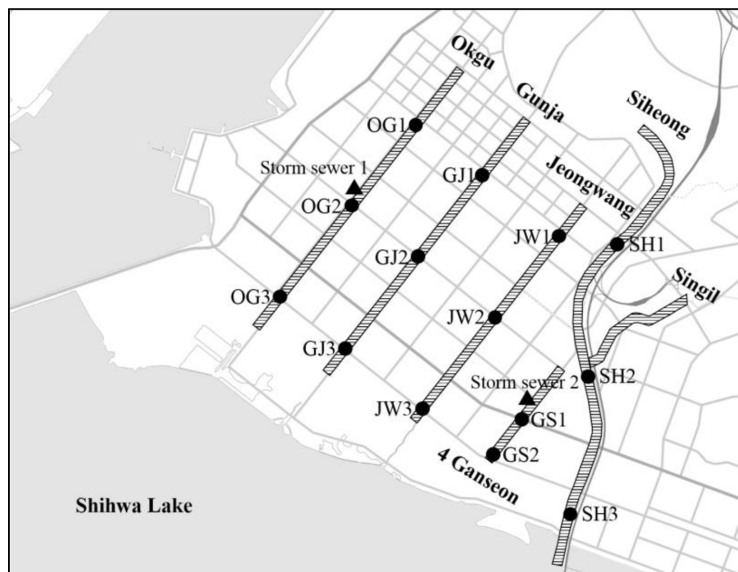 Okgu
Gunja
Siheong
OG1
Storm sewer 1
GJ1
Jeongwang
OG2
JW1
SH1
GJ2
Singil
OG3
JW2
GJ3
SH2
Storm sewer 2
JW3
GS1
GS2
4 Ganseon
Shihwa Lake
SH3